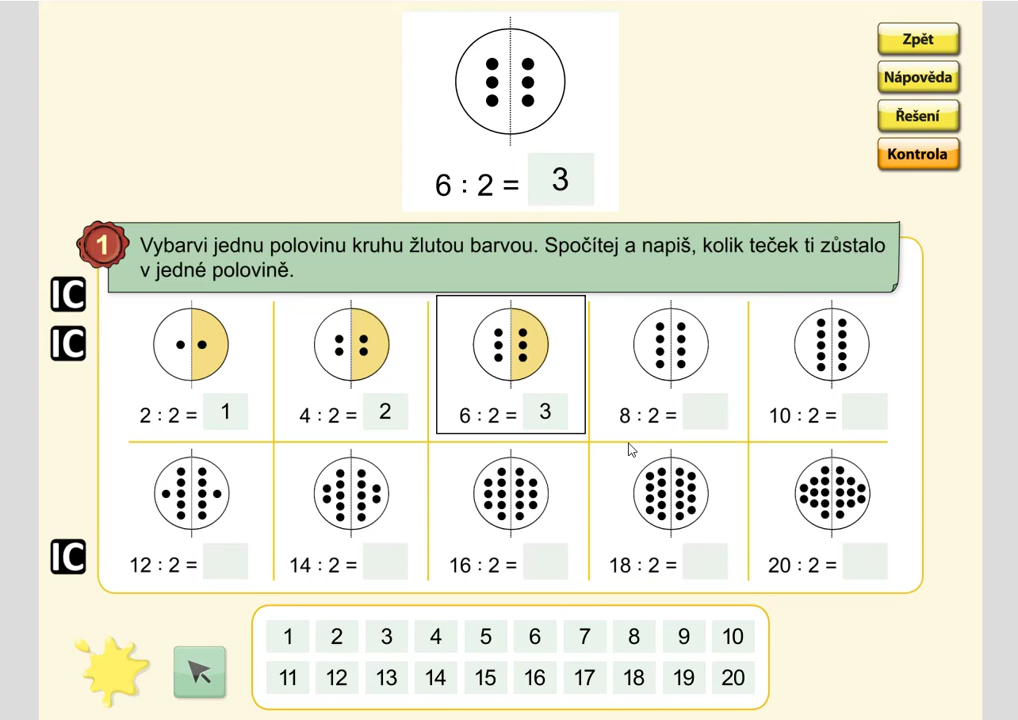 Zpět
Nápověda
Řešení
Kontrola
6 : 2 = 3
1
Vybarvi jednu polovinu kruhu žlutou barvou. Spočítej a napiš, kolik teček ti zůstalo
v jedné polovině.
IC
IC
2 : 2 = 1
4 : 2 = 2
6 : 2 = 3
8 : 2 =
10 : 2 =
IC
12 : 2 =
14 : 2 =
16 : 2 =
18 : 2 =
20 : 2 =
1 2 3 4 5 6 7 8 9 10
11 12 13 14 15 16 17 18 19 20